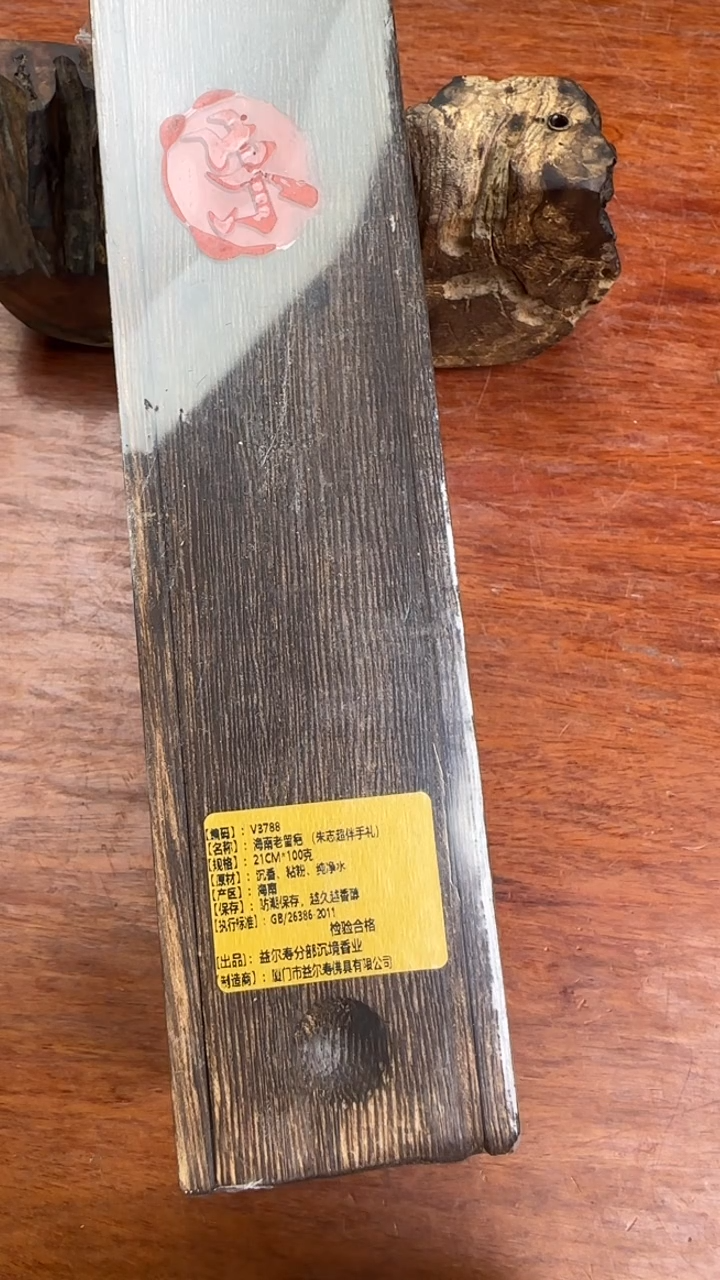 【编码】：V3788
【名称】：海南老留疤（朱志超伴手礼）
【规格】：21CM*100克
【原材】：沉香、粘粉、纯净水
【产区】：海南
【保存】：防潮保存，越久越香醇
【执行标准】：GB/26386-2011
检验合格
【出品】：益尔寿分部沉境香业
【制造商】：厦门市益尔寿佛具有限公司